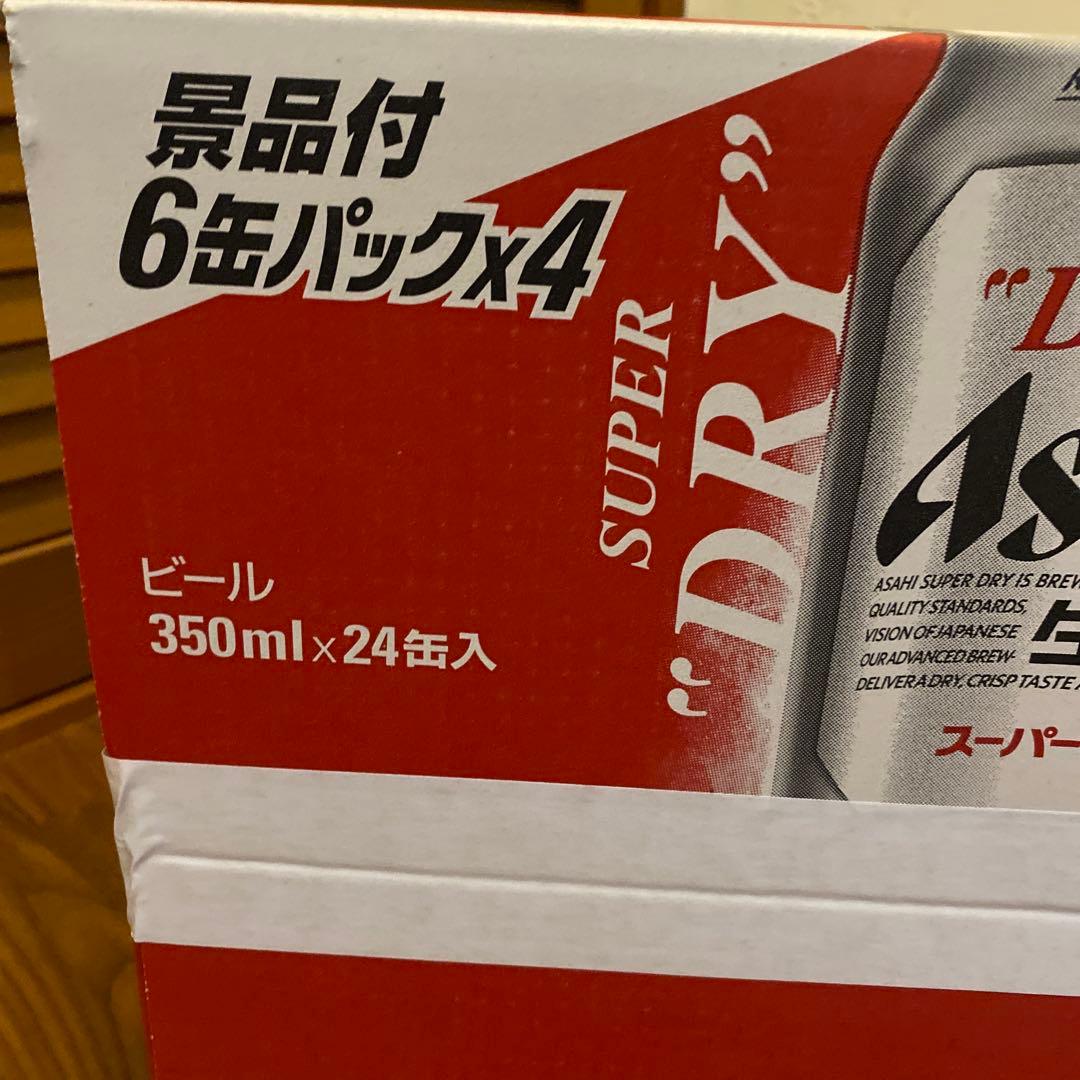 景品付
6缶パックx4
SUPER
"DRY"
ビール
350ml×24缶入
ASAHI SUPER DRY IS
QUALITY STANDARDS,
VISION OF JAPANESE
OUR ADVANCED BREW-
DELIVER A DRY, CRISP TASTE
スーパー